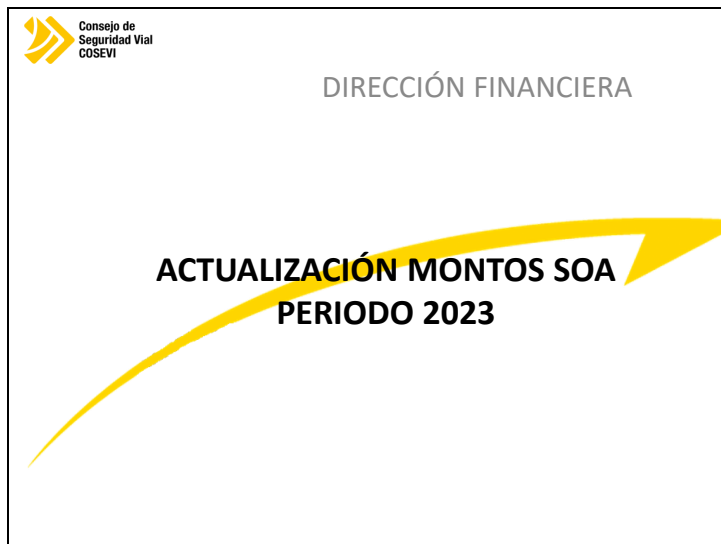 Consejo de
Seguridad Vial
COSEVI
DIRECCIÓN FINANCIERA
ACTUALIZACIÓN MONTOS SOA
PERIODO 2023